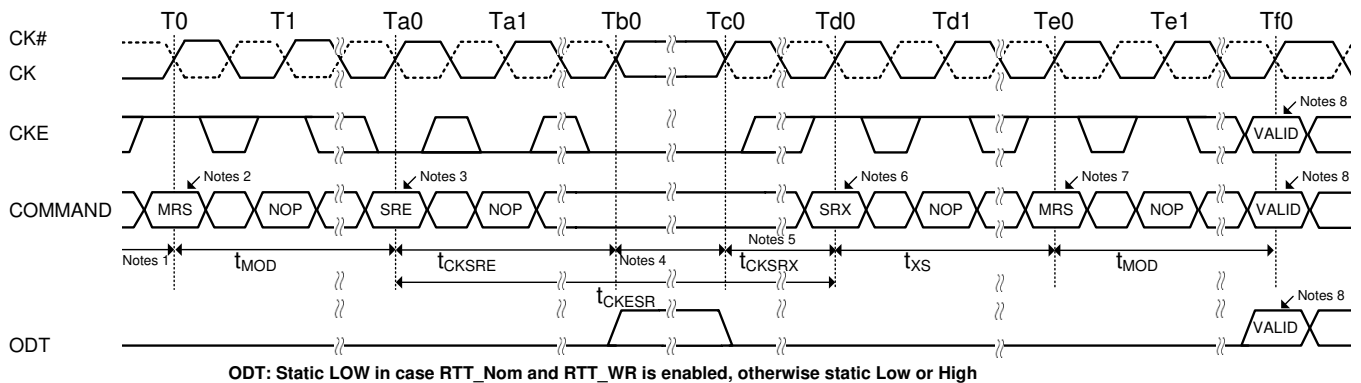 T0 T1 Ta0 Ta1 Tb0 Tc0 Td0 Td1 Te0 Te1 Tf0
CK#
CK
Notes 8
CKE VALID
Notes 2 Notes 3 Notes 6 Notes 7 Notes 8
COMMAND MRS NOP SRE NOP SRX NOP MRS NOP VALID
Notes 1 tMOD tCKSRE Notes 4 Notes 5 tCKSRX tXS tMOD
tCKESR
Notes 8
ODT VALID
ODT: Static LOW in case RTT_Nom and RTT_WR is enabled, otherwise static Low or High